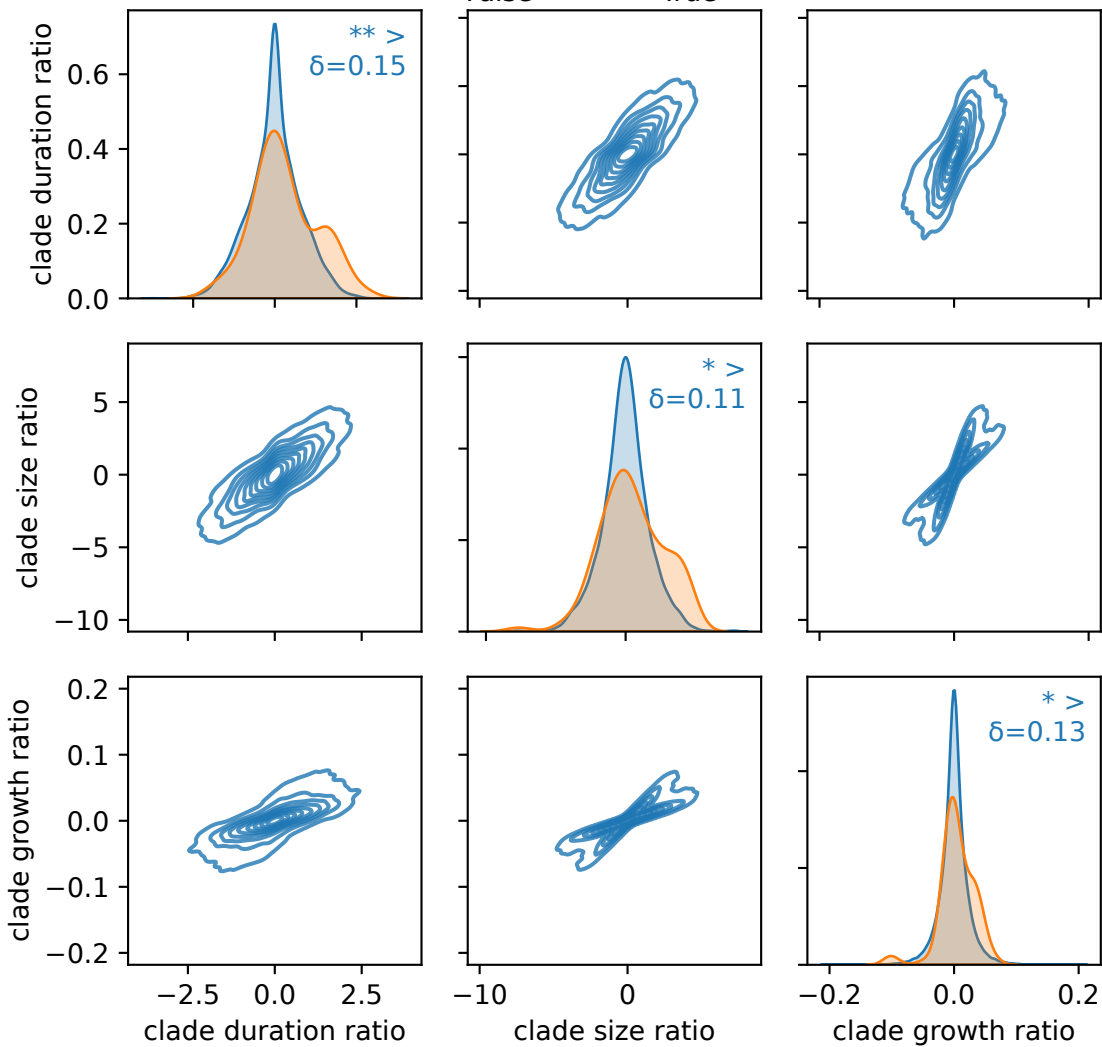 clade duration ratio
0.6
0.4
0.2
0.0
** >
δ=0.15
clade size ratio
5
0
−5
−10
* >
δ=0.11
clade growth ratio
0.2
0.1
0.0
−0.1
−0.2
* >
δ=0.13
−2.5 0.0 2.5
−10 0
−0.2 0.0 0.2
clade duration ratio
clade size ratio
clade growth ratio